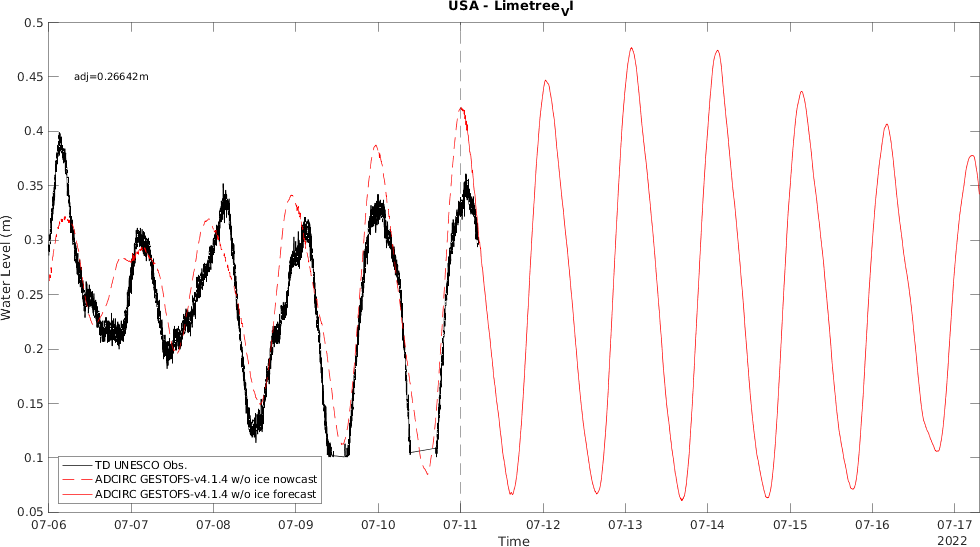 USA - Limetree_VI
0.5
0.45
0.4
0.35
0.3
0.25
0.2
0.15
0.1
0.05
Water Level (m)
adj=0.26642m
TD UNESCO Obs.
ADCIRC GESTOFS-v4.1.4 w/o ice nowcast
ADCIRC GESTOFS-v4.1.4 w/o ice forecast
07-06 07-07 07-08 07-09 07-10 07-11 07-12 07-13 07-14 07-15 07-16 07-17
Time
2022